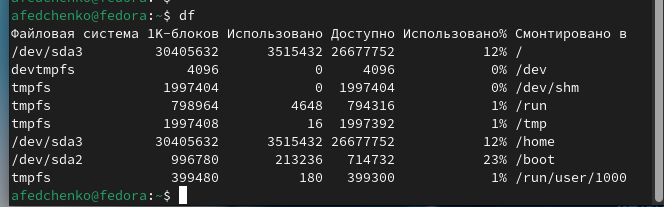 afedchenko@fedora:~$ df
Файловая система 1K-блоков Использовано Доступно Использовано% Смонтировано в
/dev/sda3 30405632 3515432 26677752 12% /
devtmpfs 4096 0 4096 0% /dev
tmpfs 1997404 0 1997404 0% /dev/shm
tmpfs 798964 4648 794316 1% /run
tmpfs 1997408 16 1997392 1% /tmp
/dev/sda3 30405632 3515432 26677752 12% /home
/dev/sda2 996780 213236 714732 23% /boot
tmpfs 399480 180 399300 1% /run/user/1000
afedchenko@fedora:~$